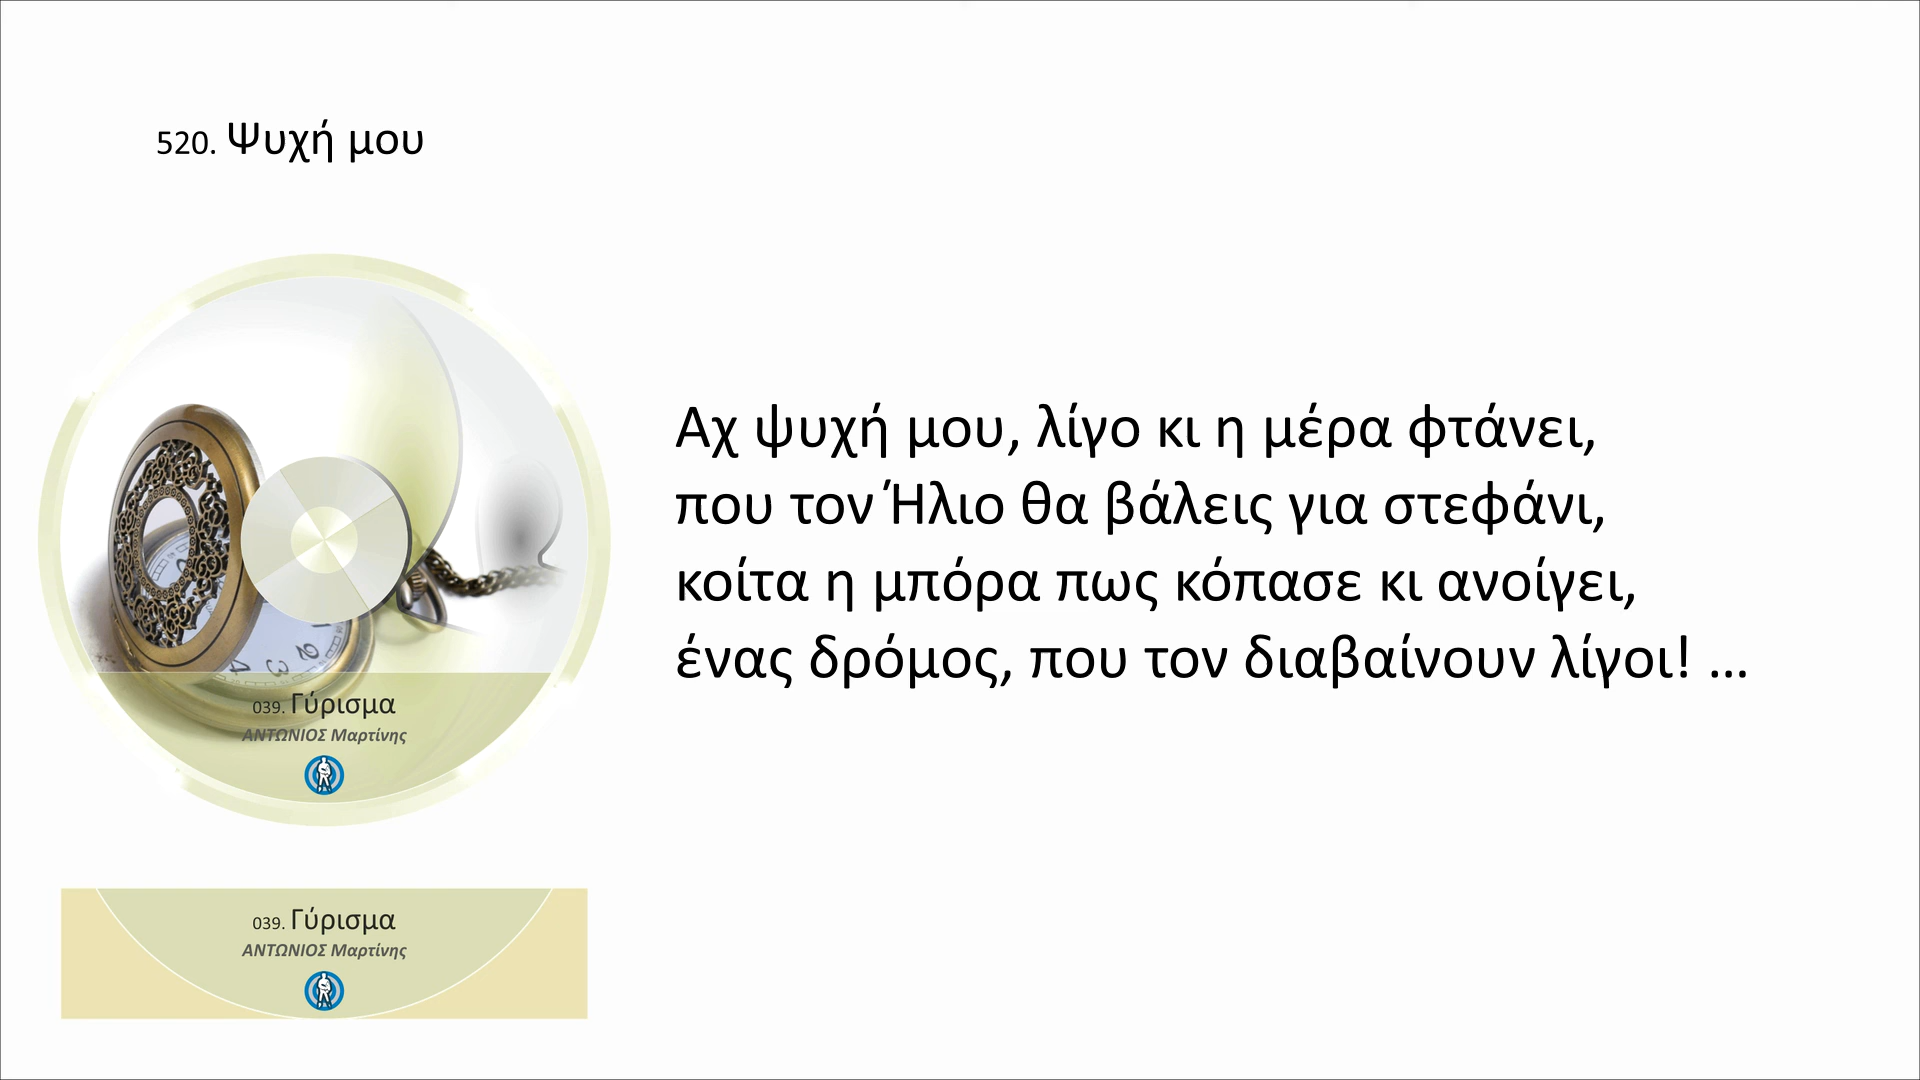 520. Ψυχή μου
Αχ ψυχή μου, λίγο κι η μέρα φτάνει,
που τον Ήλιο θα βάλεις για στεφάνι,
κοίτα η μπόρα πως κόπασε κι ανοίγει,
ένας δρόμος, που τον διαβαίνουν λίγοι! ...
039. Γύρισμα
ΑΝΤΩΝΙΟΣ Μαρτίνης
039. Γύρισμα
ΑΝΤΩΝΙΟΣ Μαρτίνης